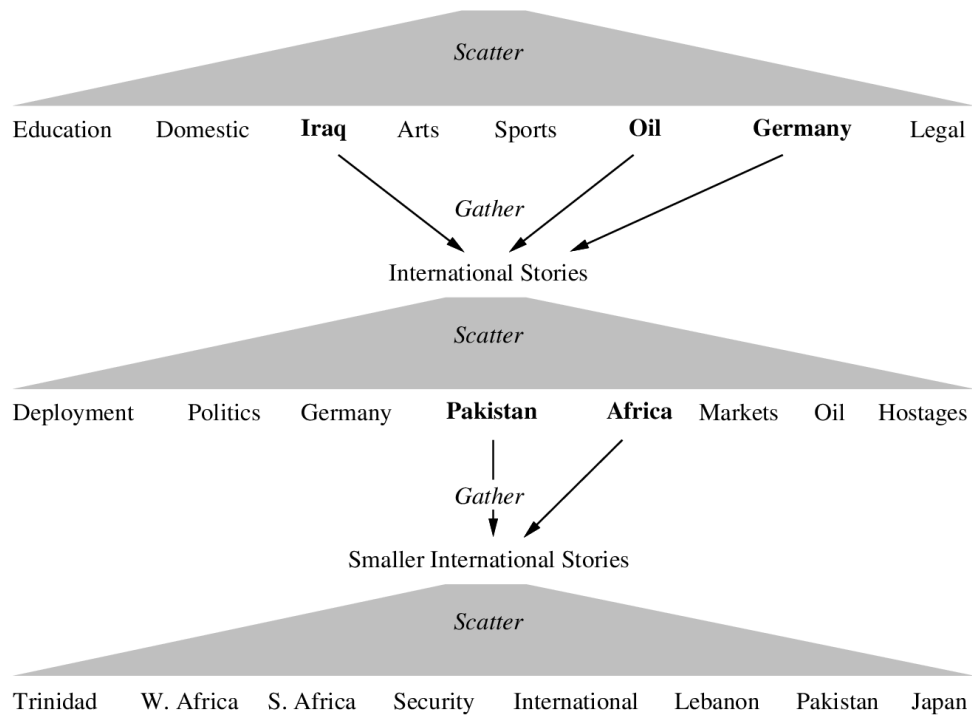 Scatter
Education Domestic Iraq Arts Sports Oil Germany Legal
Gather
International Stories
Scatter
Deployment Politics Germany Pakistan Africa Markets Oil Hostages
Gather
Smaller International Stories
Scatter
Trinidad W. Africa S. Africa Security International Lebanon Pakistan Japan